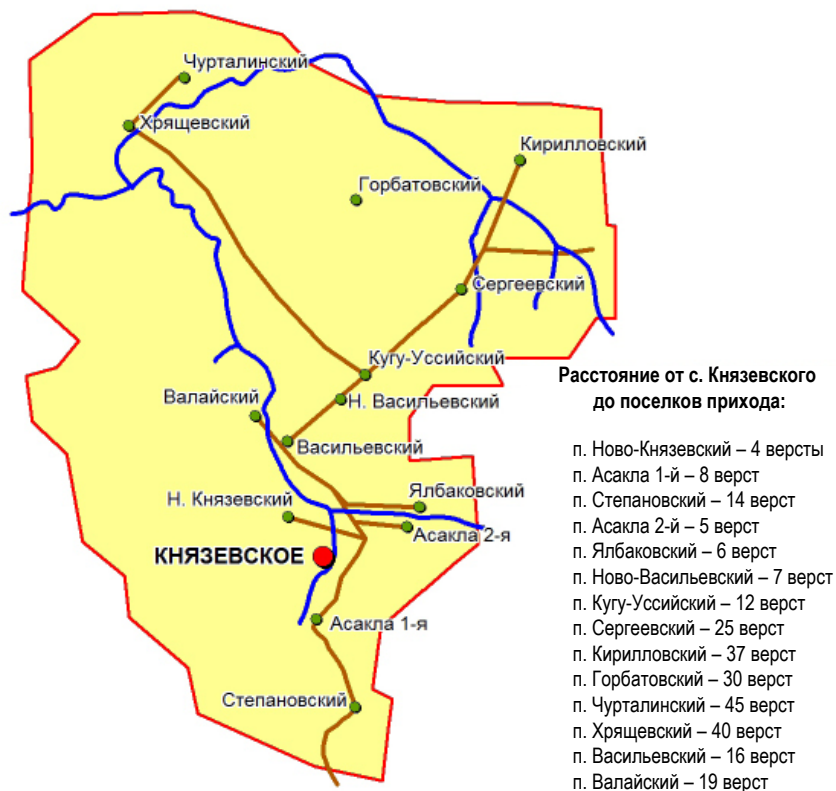 Чурталинский
Хрящевский
Кирилловский
Горбатовский
Сергеевский
Кугу-Уссийский
Н. Васильевский
Валайский
Васильевский
Ялбаковский
Н. Князевский
Асакла 2-я
КНЯЗЕВСКОЕ
Асакла 1-я
Степановский
Расстояние от с. Князевского
до поселков прихода:
п. Ново-Князевский – 4 версты
п. Асакла 1-й – 8 верст
п. Степановский – 14 верст
п. Асакла 2-й – 5 верст
п. Ялбаковский – 6 верст
п. Ново-Васильевский – 7 верст
п. Кугу-Уссийский – 12 верст
п. Сергеевский – 25 верст
п. Кирилловский – 37 верст
п. Горбатовский – 30 верст
п. Чурталинский – 45 верст
п. Хрящевский – 40 верст
п. Васильевский – 16 верст
п. Валайский – 19 верст